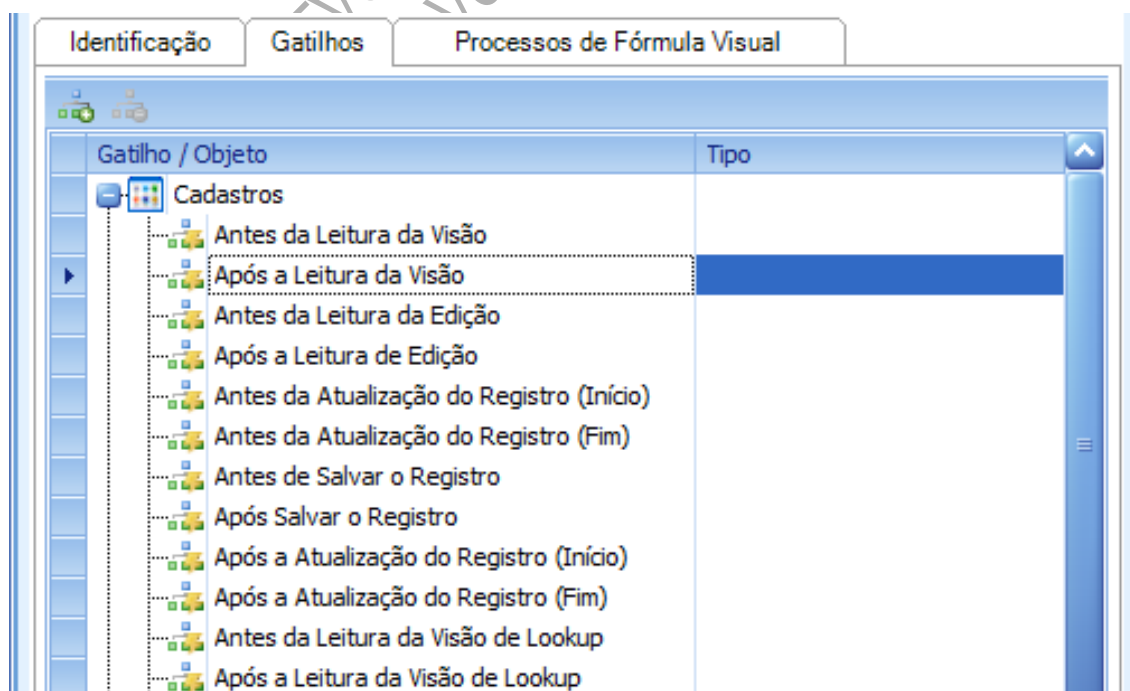 Identificação Gatilhos Processos de Fórmula Visual
Gatilho / Objeto Tipo
Cadastros
Antes da Leitura da Visão
Após a Leitura da Visão
Antes da Leitura da Edição
Após a Leitura de Edição
Antes da Atualização do Registro (Início)
Antes da Atualização do Registro (Fim)
Antes de Salvar o Registro
Após Salvar o Registro
Após a Atualização do Registro (Início)
Após a Atualização do Registro (Fim)
Antes da Leitura da Visão de Lookup
Após a Leitura da Visão de Lookup